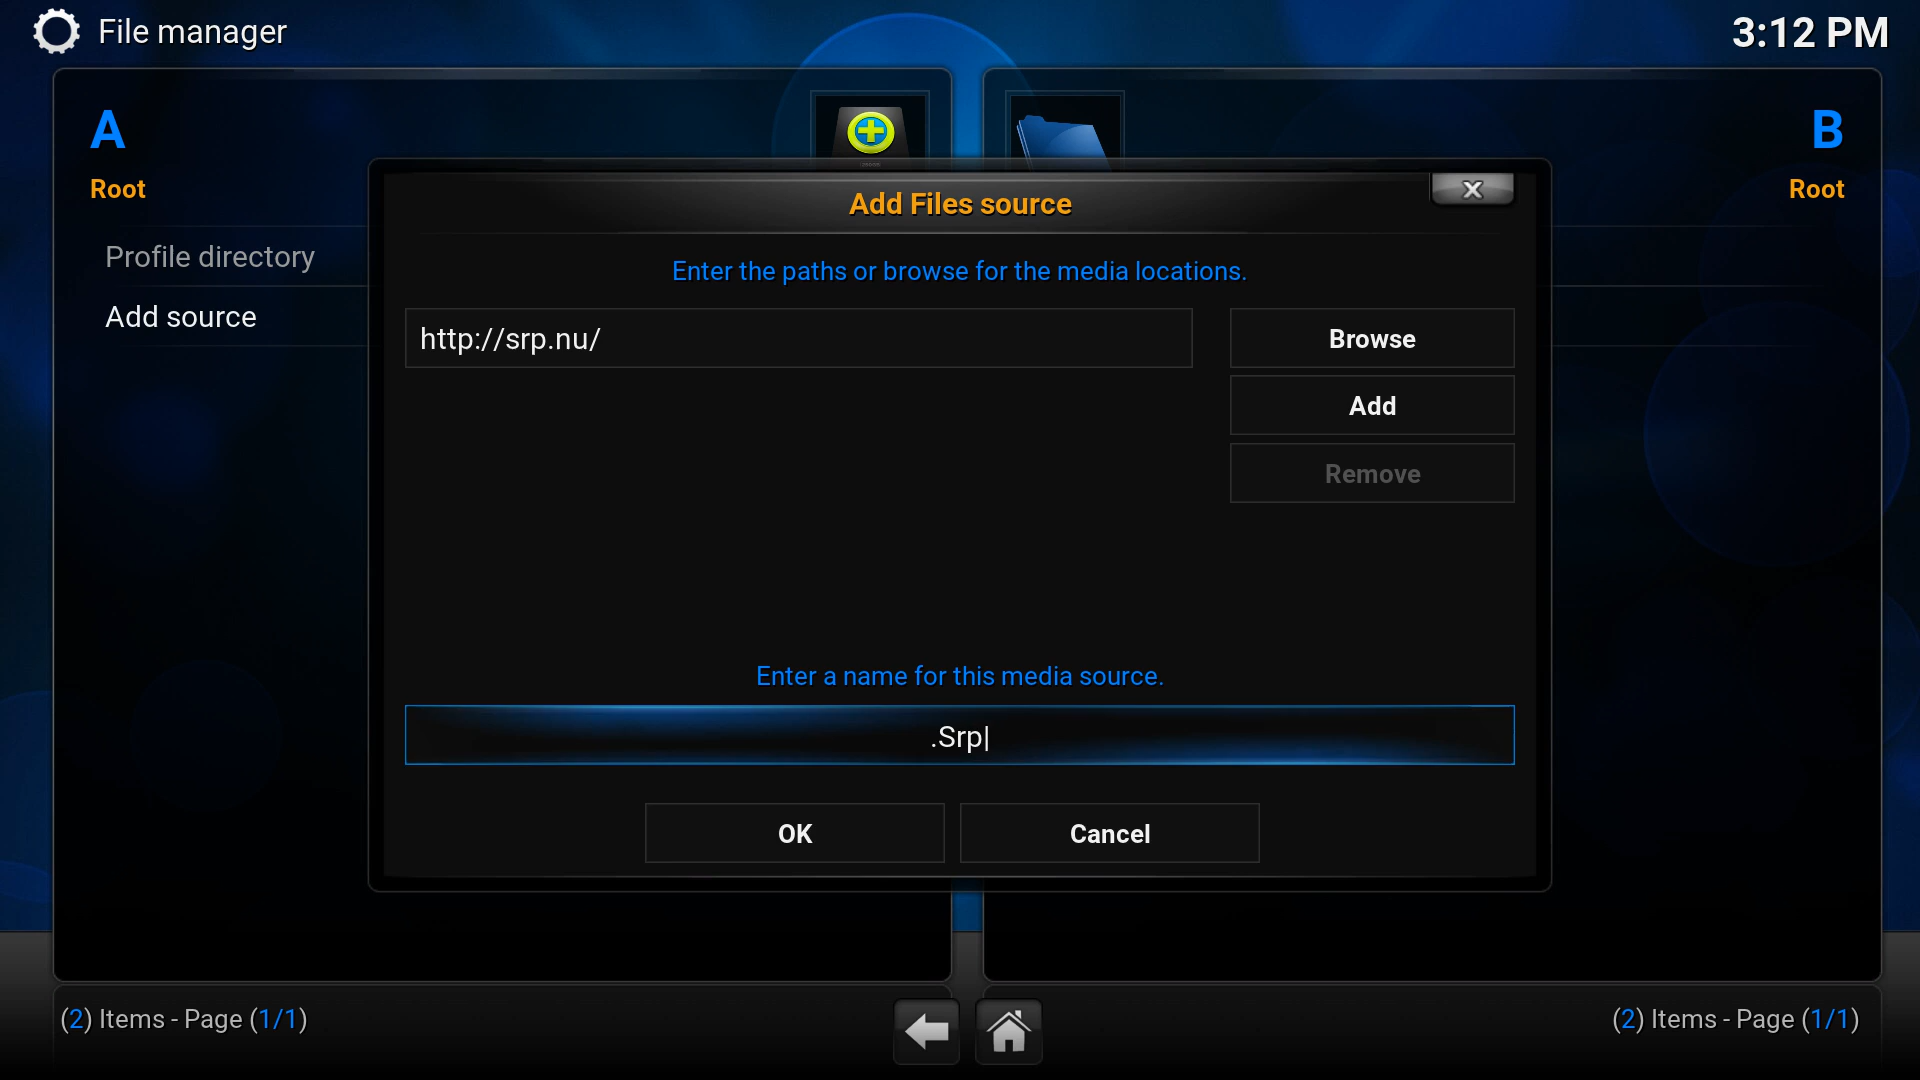 File manager
3:12 PM
A
B
Root
Root
Profile directory
Add source
Add Files source
x
Enter the paths or browse for the media locations.
http://srp.nu/
Browse
Add
Remove
Enter a name for this media source.
.Srp|
OK
Cancel
(2) Items - Page (1/1)
(2) Items - Page (1/1)